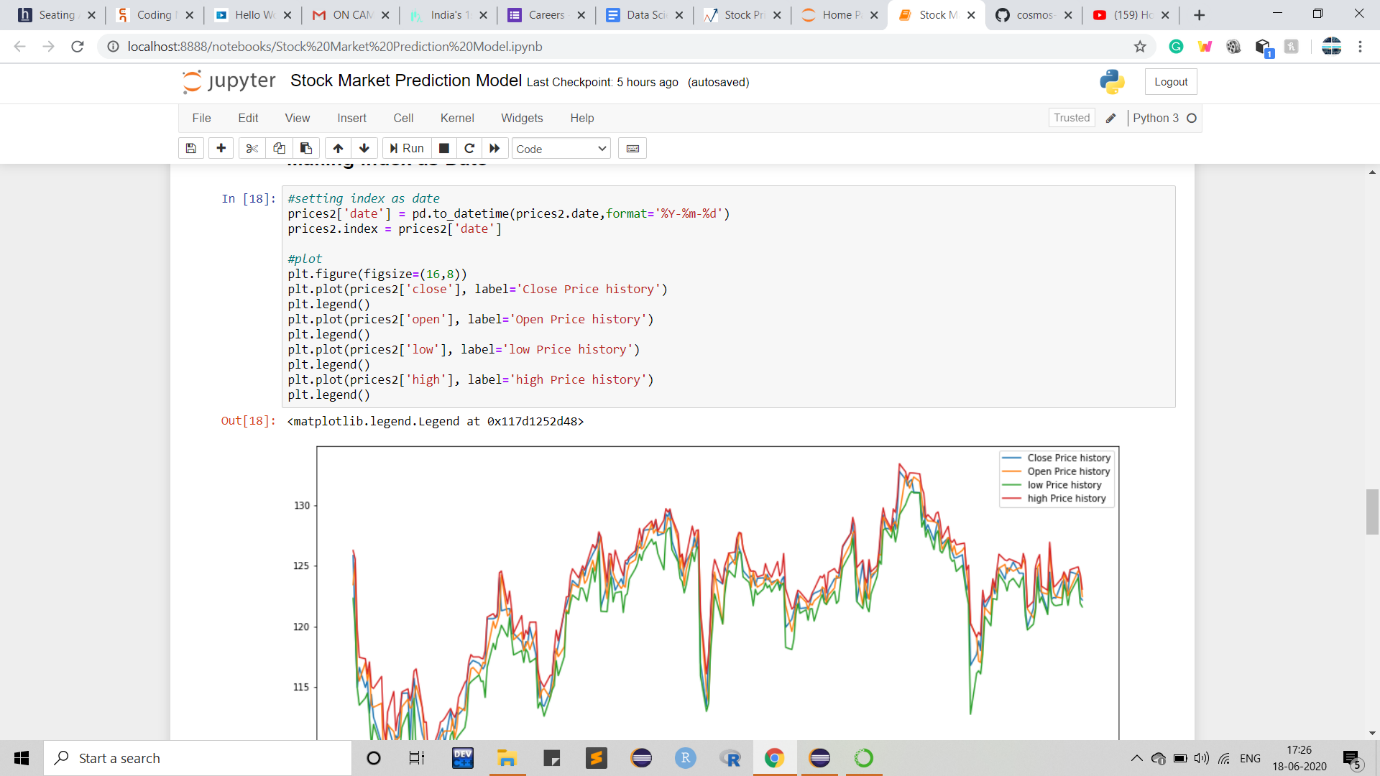 Seating
Coding
Hello W
M ON CAM
India's T
Careers
Data Sci
Stock Pri
Home P
Stock M
cosmos-
(159) Ho
localhost:8888/notebooks/Stock%20Market%20Prediction%20Model.ipynb
jupyter Stock Market Prediction Model Last Checkpoint: 5 hours ago (autosaved)
Logout
File Edit View Insert Cell Kernel Widgets Help
Trusted
Python 3
Run
Code
Making Index as Date
In [18]:
#setting index as date
prices2['date'] = pd.to_datetime(prices2.date,format='%Y-%m-%d')
prices2.index = prices2['date']
#plot
plt.figure(figsize=(16,8))
plt.plot(prices2['close'], label='Close Price history')
plt.legend()
plt.plot(prices2['open'], label='Open Price history')
plt.legend()
plt.plot(prices2['low'], label='low Price history')
plt.legend()
plt.plot(prices2['high'], label='high Price history')
plt.legend()
Out[18]: <matplotlib.legend.Legend at 0x117d1252d48>
Close Price history
Open Price history
low Price history
high Price history
130
125
120
115
Start a search
DEV
R
R
ENG
17:26
18-06-2020
5